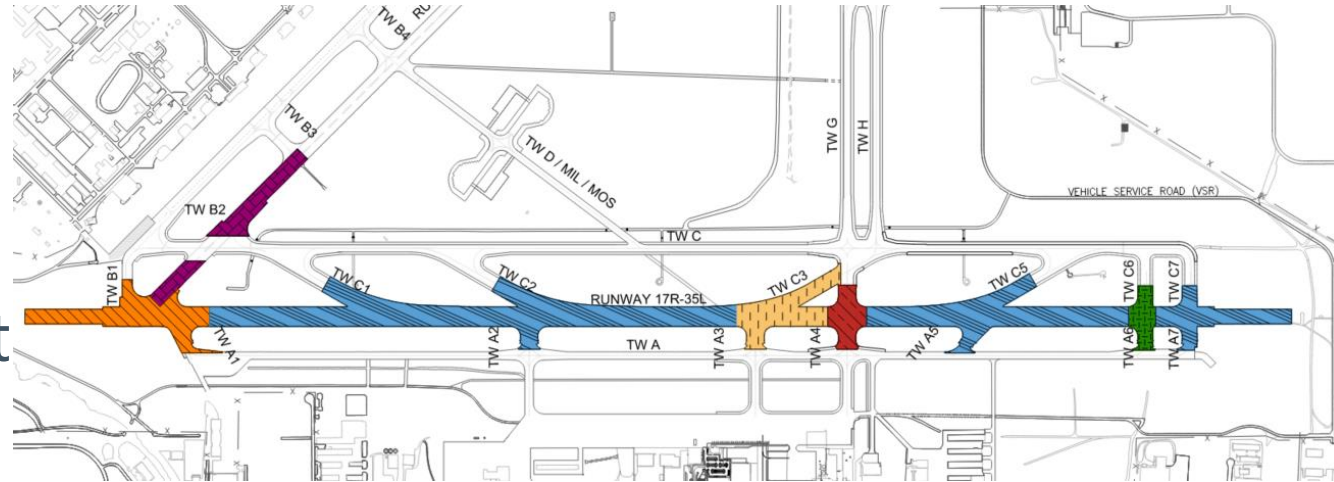 TW B4
RU
TW B3
TW D / MIL / MOS
TW G
TW H
VEHICLE SERVICE ROAD (VSR)
TW B2
TW C
TW B1
TW C1
TW C2
TW C3
TW C5
TW C6
TW C7
RUNWAY 17R-35L
t
TW A1
TW A2
TW A
TW A3
TW A4
TW A5
TW A6
TW A7